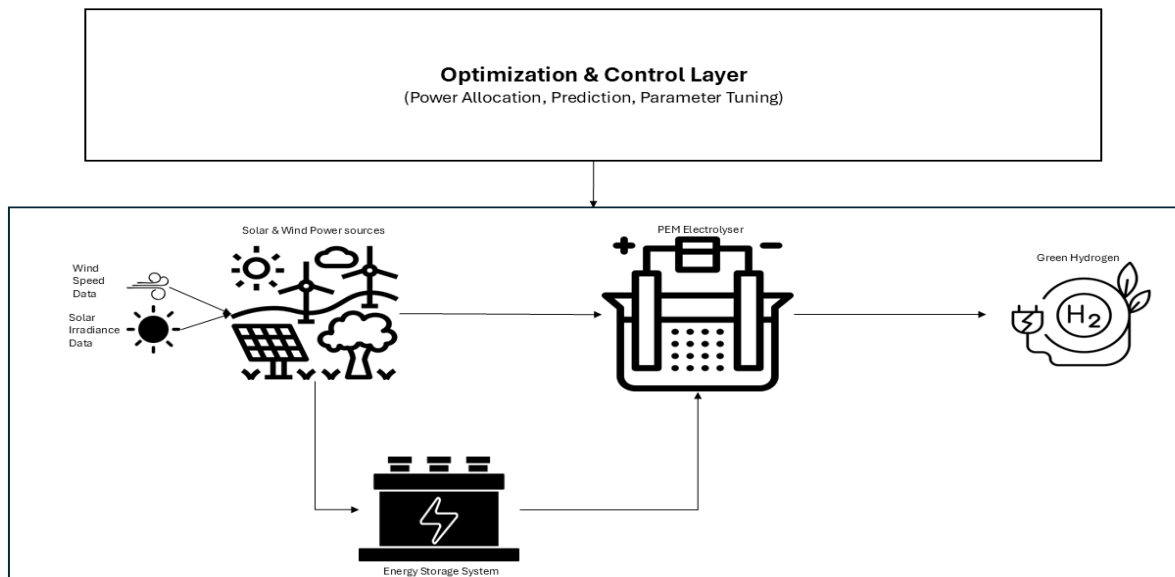 Optimization & Control Layer
(Power Allocation, Prediction, Parameter Tuning)
Solar & Wind Power sources
PEM Electrolyser
+
−
Wind
Speed
Data
Solar
Irradiance
Data
Green Hydrogen
H2
Energy Storage System